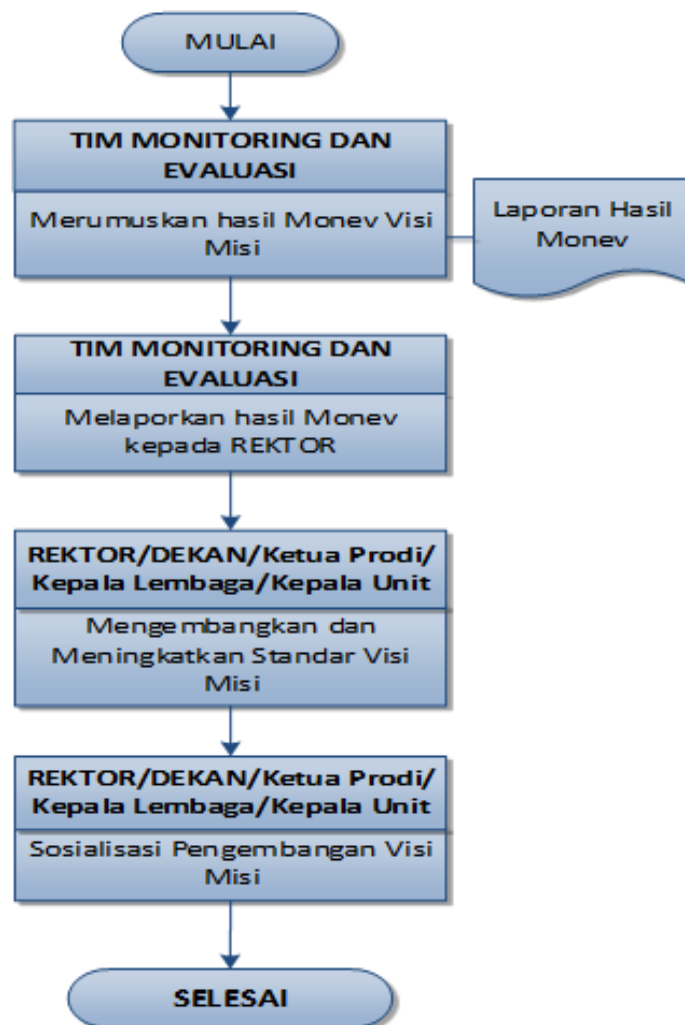 MULAI
TIM MONITORING DAN
EVALUASI
Merumuskan hasil Monev Visi
Misi
Laporan Hasil
Monev
TIM MONITORING DAN
EVALUASI
Melaporkan hasil Monev
kepada REKTOR
REKTOR/DEKAN/Ketua Prodi/
Kepala Lembaga/Kepala Unit
Mengembangkan dan
Meningkatkan Standar Visi
Misi
REKTOR/DEKAN/Ketua Prodi/
Kepala Lembaga/Kepala Unit
Sosialisasi Pengembangan Visi
Misi
SELESAI